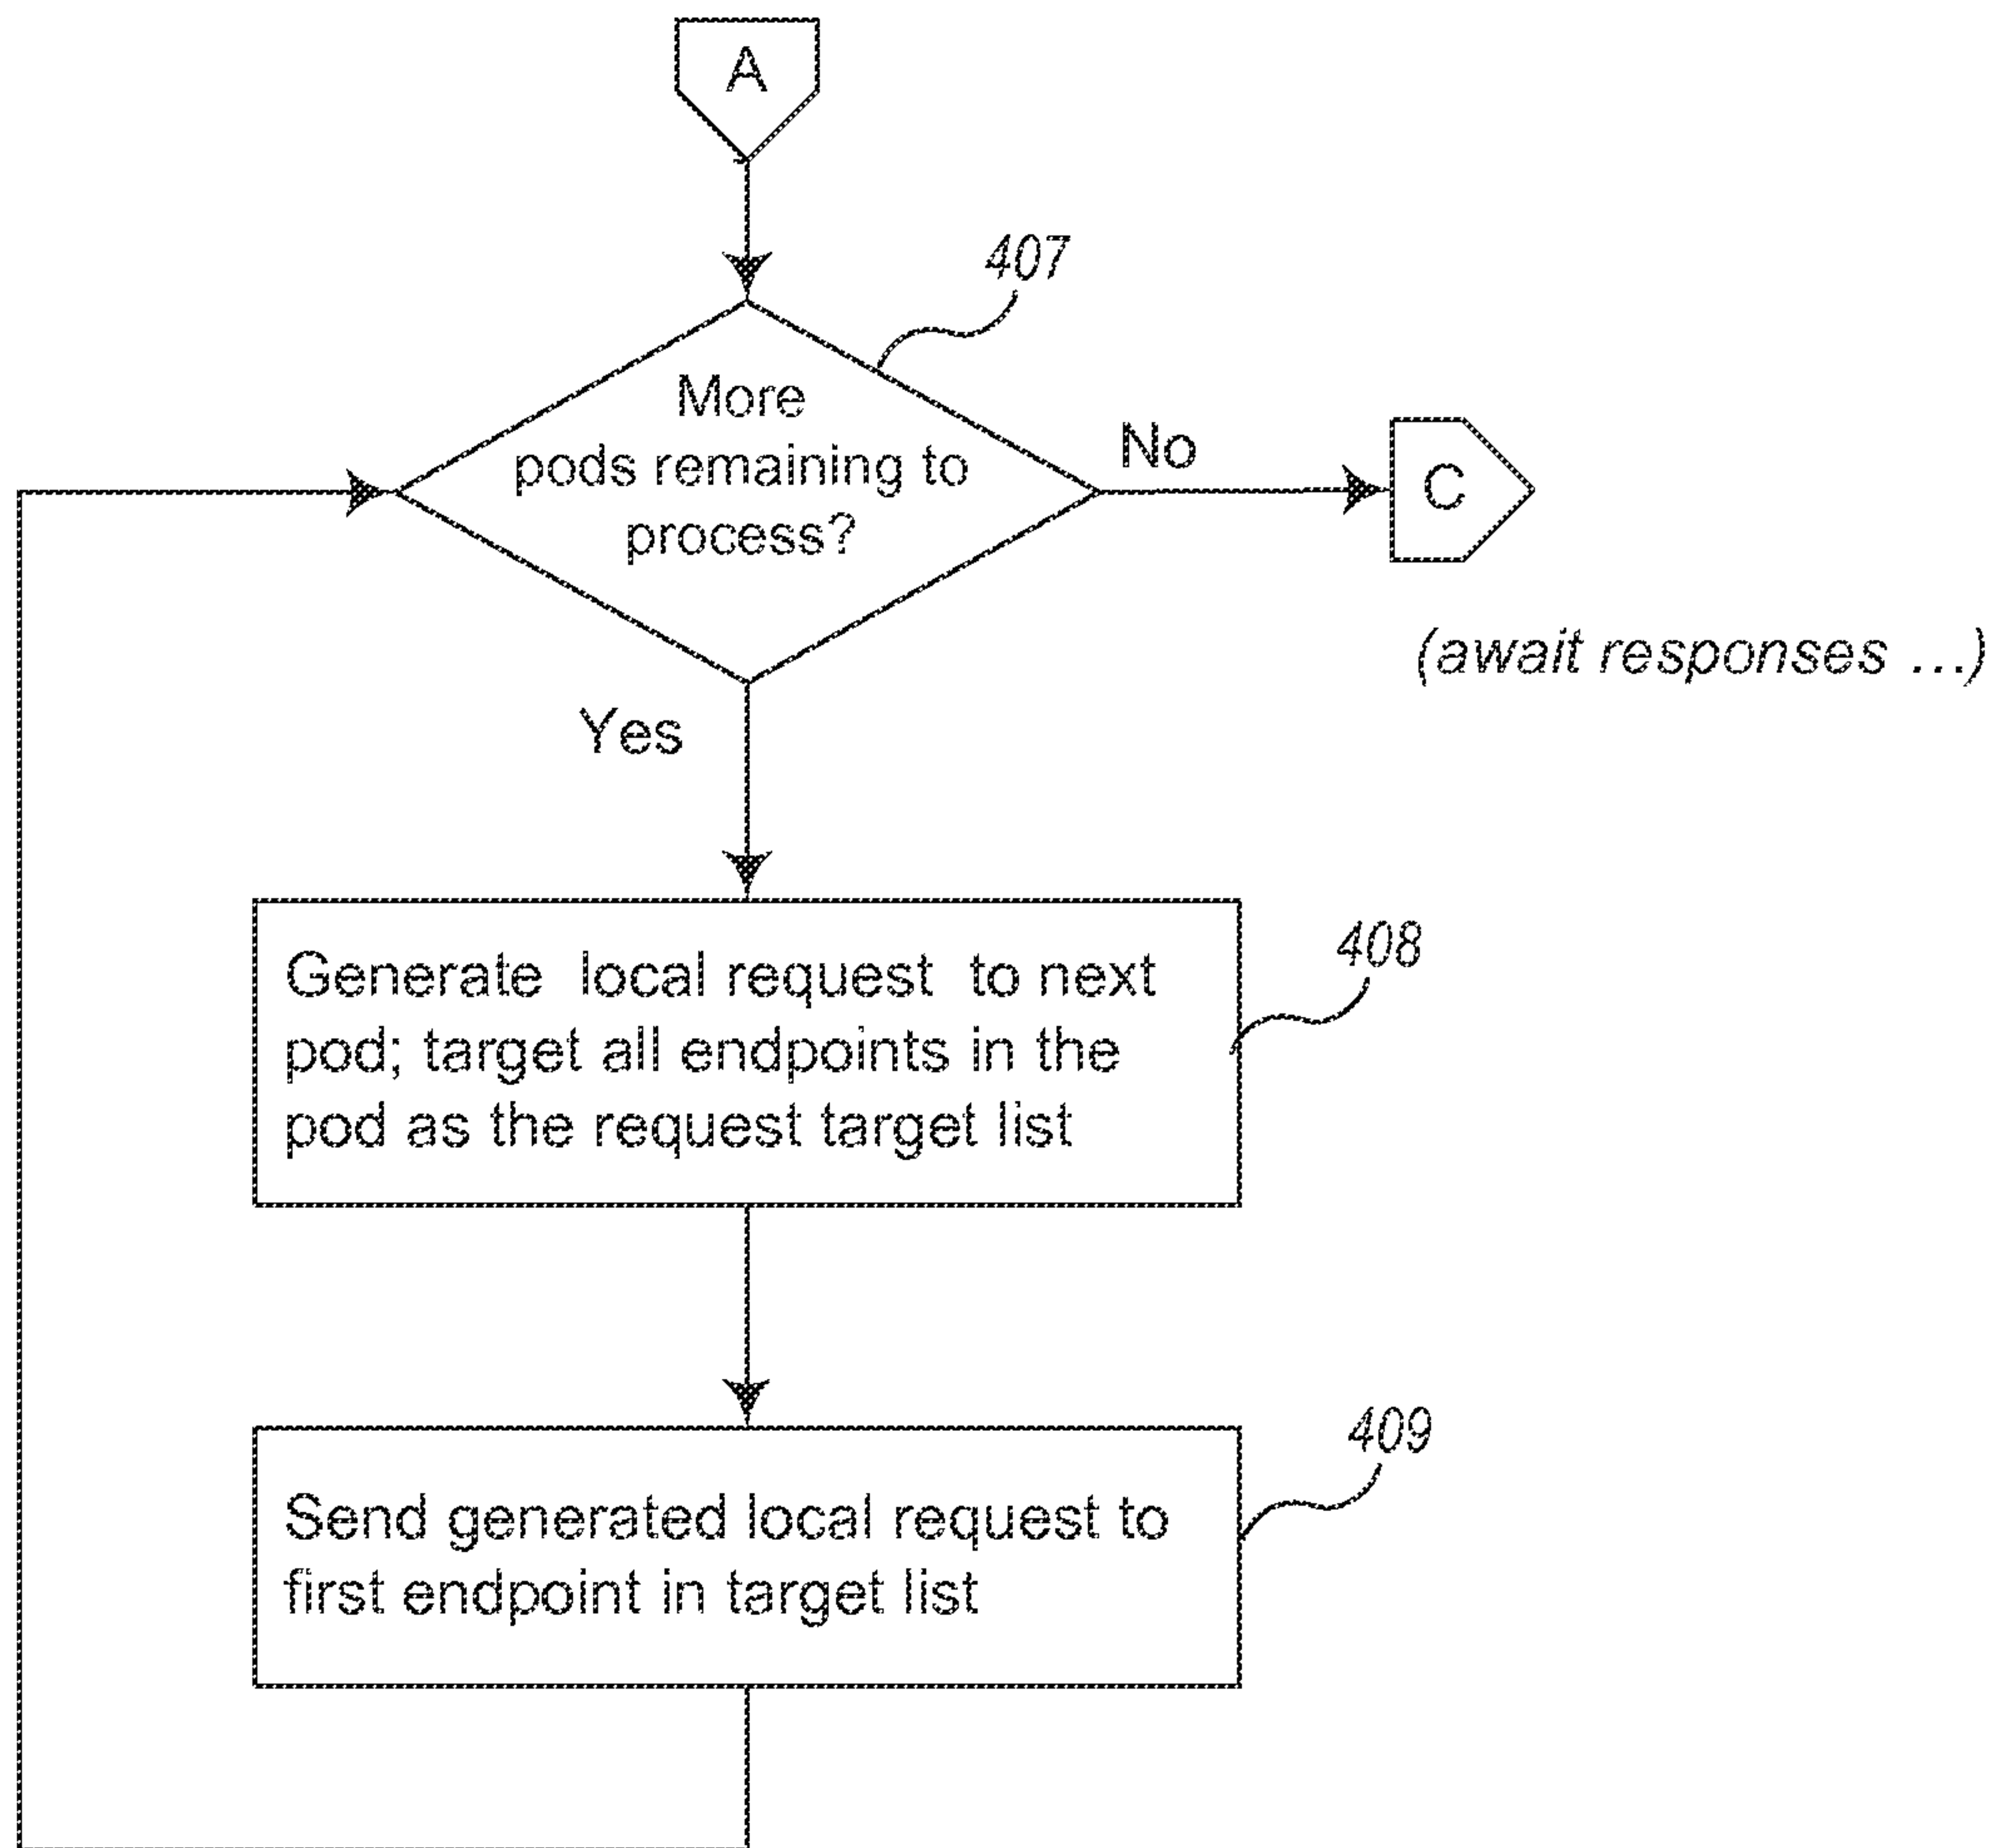 A
407
More
pods remaining to
process?
No
C
(await responses ...)
Yes
408
Generate local request to next
pod; target all endpoints in the
pod as the request target list
409
Send generated local request to
first endpoint in target list